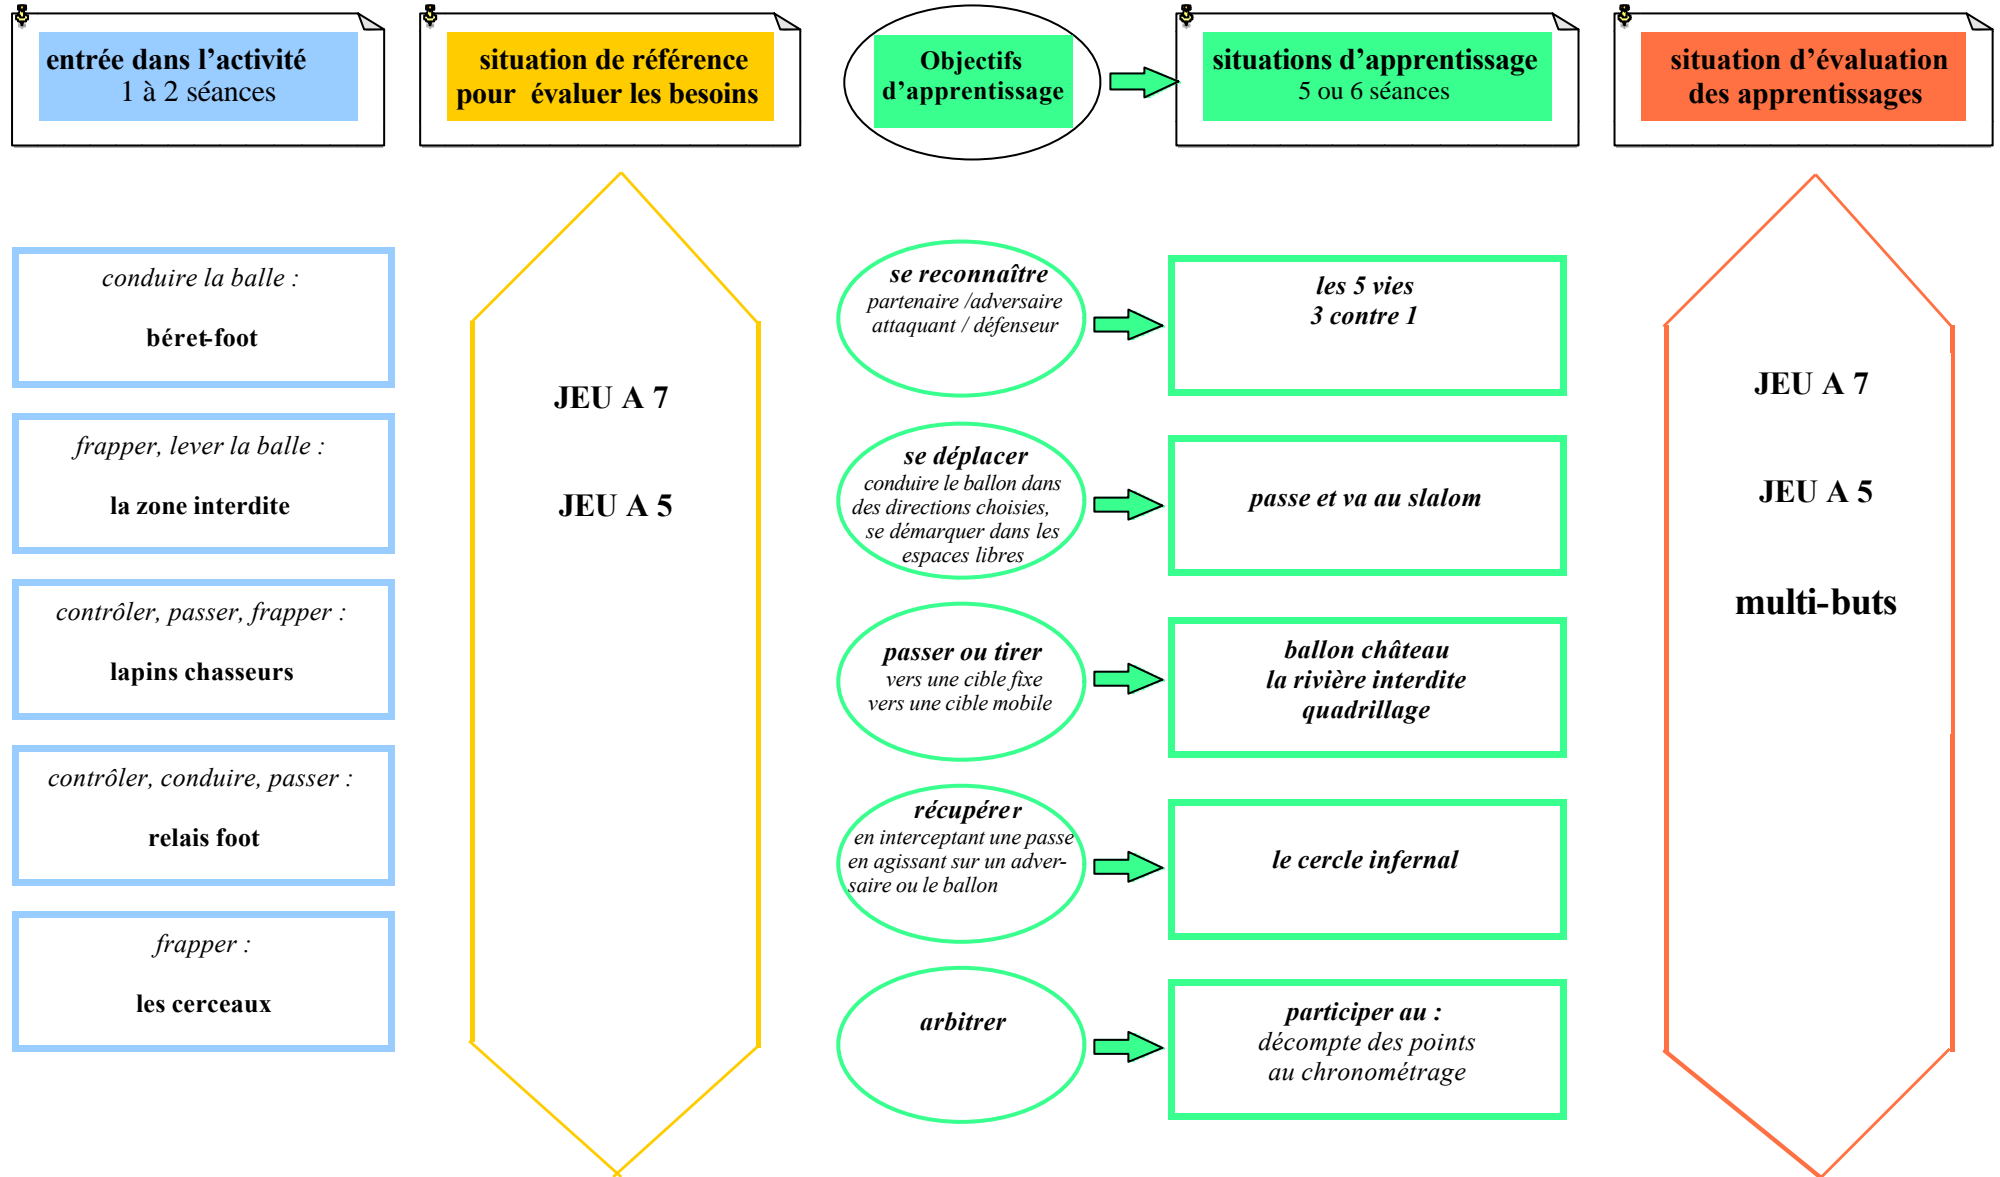 entrée dans l’activité
1 à 2 séances
situation de référence
pour évaluer les besoins
Objectifs
d’apprentissage
situations d’apprentissage
5 ou 6 séances
situation d’évaluation
des apprentissages
conduire la balle :
béret-foot
frapper, lever la balle :
la zone interdite
contrôler, passer, frapper :
lapins chasseurs
contrôler, conduire, passer :
relais foot
frapper :
les cerceaux
JEU A 7
JEU A 5
se reconnaître
partenaire /adversaire
attaquant / défenseur
les 5 vies
3 contre 1
se déplacer
conduire le ballon dans
des directions choisies,
se démarquer dans les
espaces libres
passe et va au slalom
passer ou tirer
vers une cible fixe
vers une cible mobile
ballon château
la rivière interdite
quadrillage
récupérer
en interceptant une passe
en agissant sur un adver-
saire ou le ballon
le cercle infernal
arbitrer
participer au :
décompte des points
au chronométrage
JEU A 7
JEU A 5
multi-buts